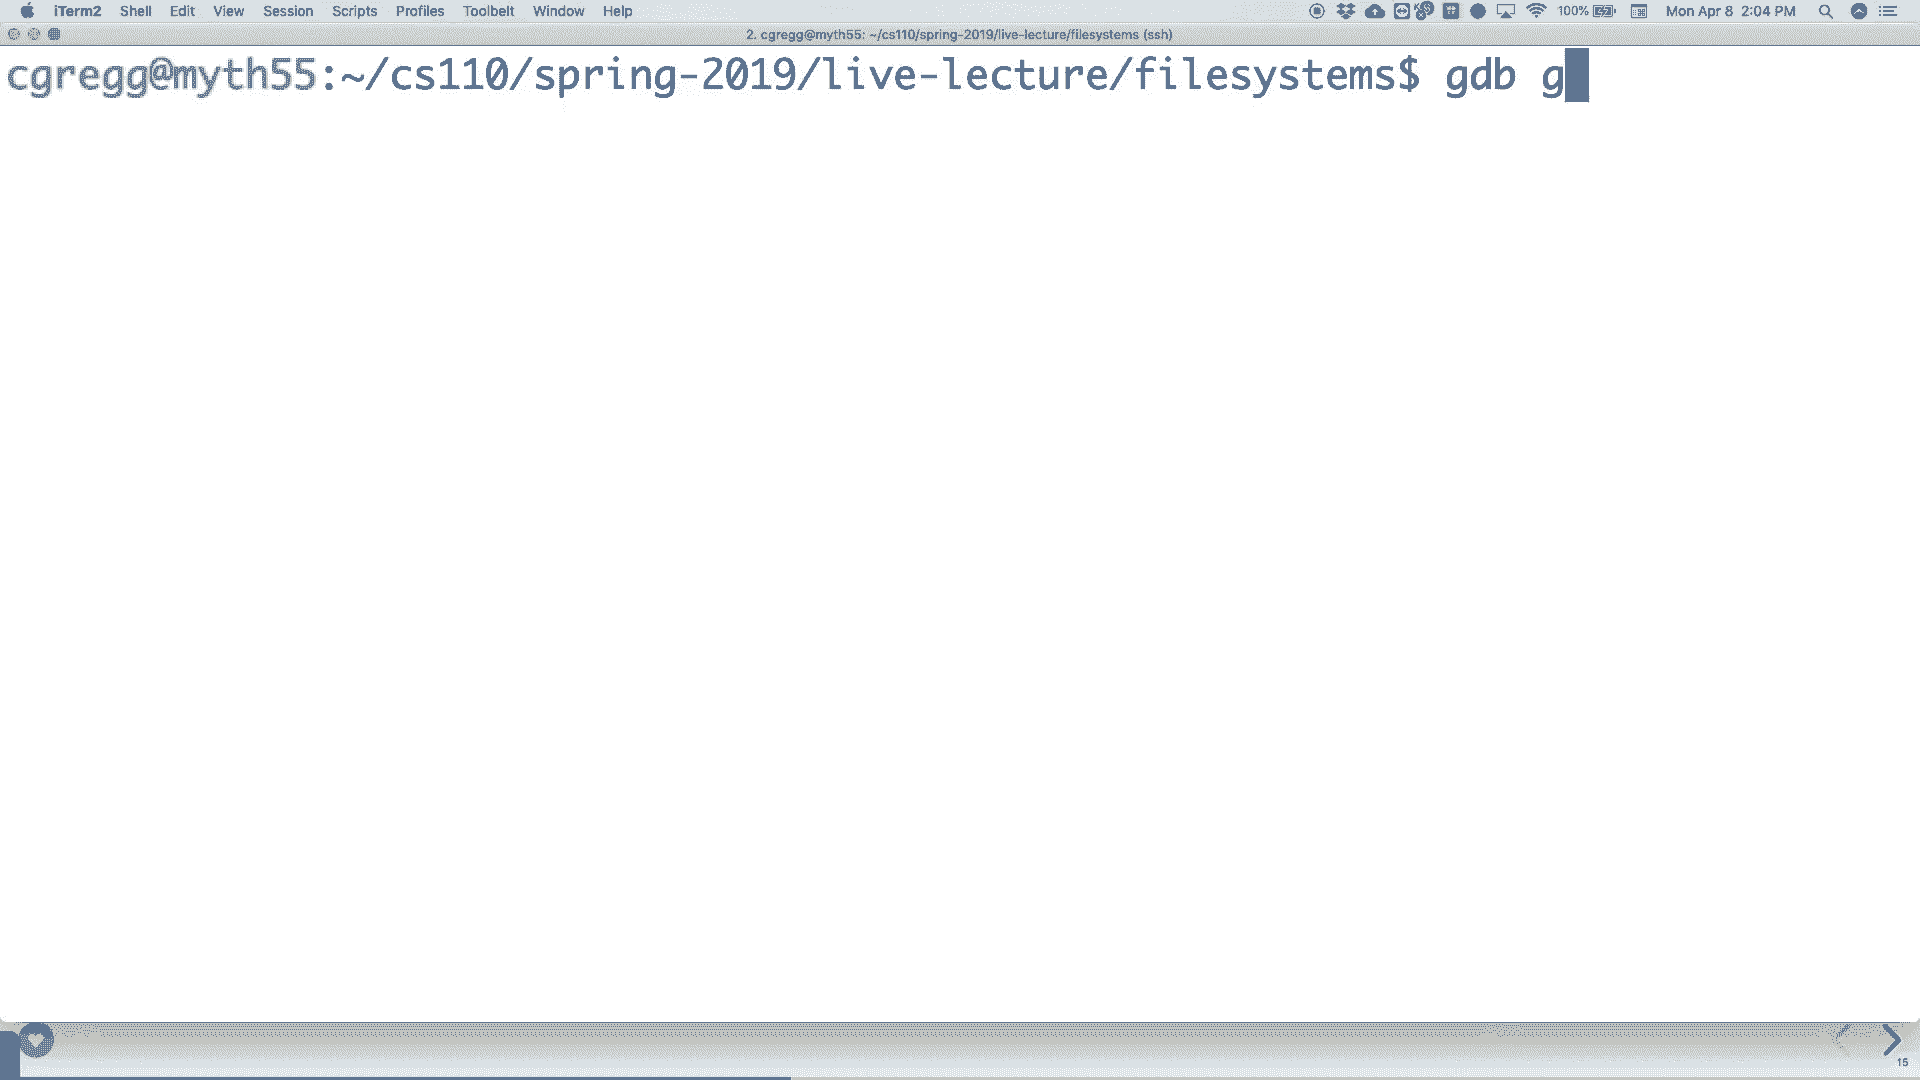 iTerm2 Shell Edit View Session Scripts Profiles Toolbelt Window Help 100% Mon Apr 8 2:04 PM
2. cgregg@myth55: ~/cs110/spring-2019/live-lecture/filesystems (ssh)
cgregg@myth55:~/cs110/spring-2019/live-lecture/filesystems$ gdb g
15